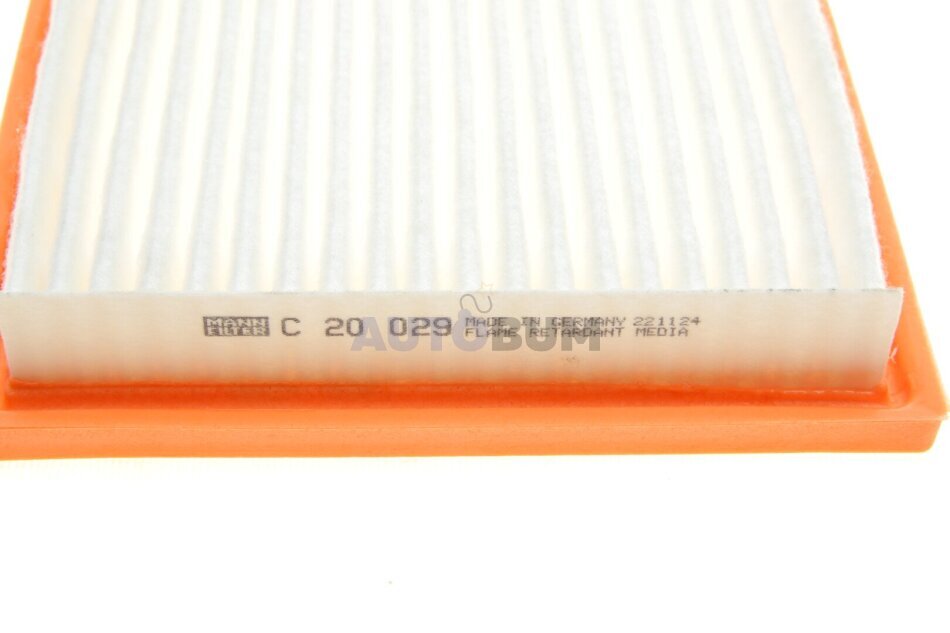 MANN FILTER C 20 029 MADE IN GERMANY 221124
FLAME RETARDANT MEDIA
AUTOBUM